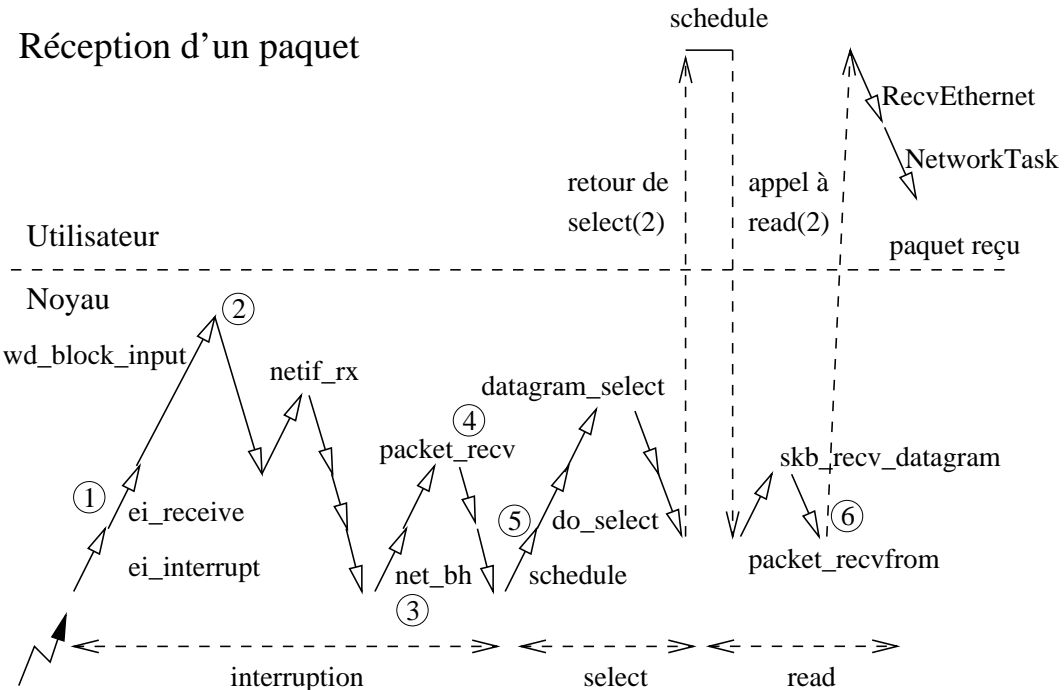 schedule
Réception d'un paquet
RecvEthernet
NetworkTask
retour de
select(2)
appel à
read(2)
Utilisateur
paquet reçu
Noyau
2
wd_block_input
netif_rx
datagram_select
4
packet_recv
skb_recv_datagram
1
ei_receive
5
do_select
6
ei_interrupt
net_bh
schedule
packet_recvfrom
3
interruption
select
read